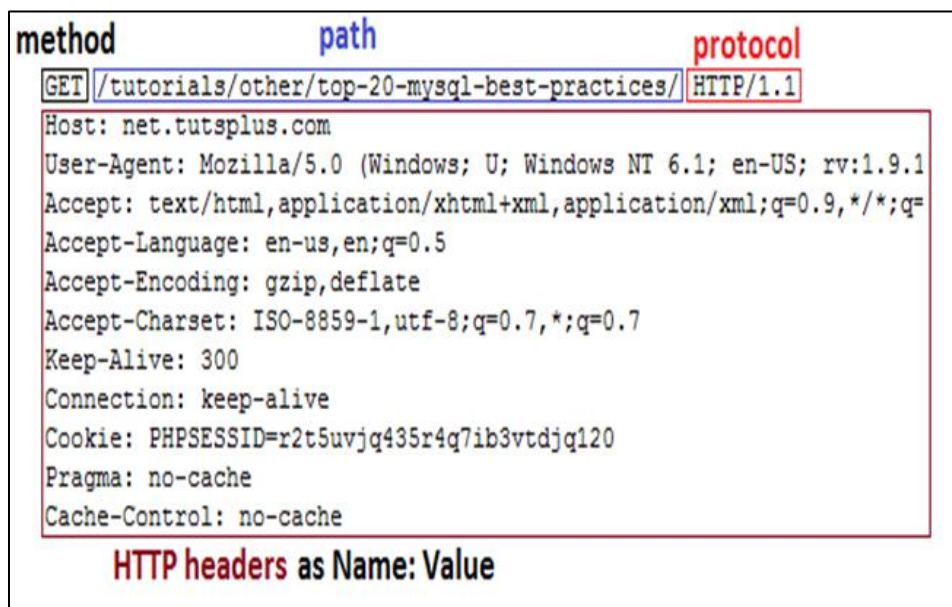 method path protocol
GET /tutorials/other/top-20-mysql-best-practices/ HTTP/1.1
Host: net.tutsplus.com
User-Agent: Mozilla/5.0 (Windows; U; Windows NT 6.1; en-US; rv:1.9.1
Accept: text/html,application/xhtml+xml,application/xml;q=0.9,*/*;q=
Accept-Language: en-us,en;q=0.5
Accept-Encoding: gzip,deflate
Accept-Charset: ISO-8859-1,utf-8;q=0.7,*;q=0.7
Keep-Alive: 300
Connection: keep-alive
Cookie: PHPSESSID=r2t5uvjq435r4q7ib3vtdjq120
Pragma: no-cache
Cache-Control: no-cache
HTTP headers as Name: Value